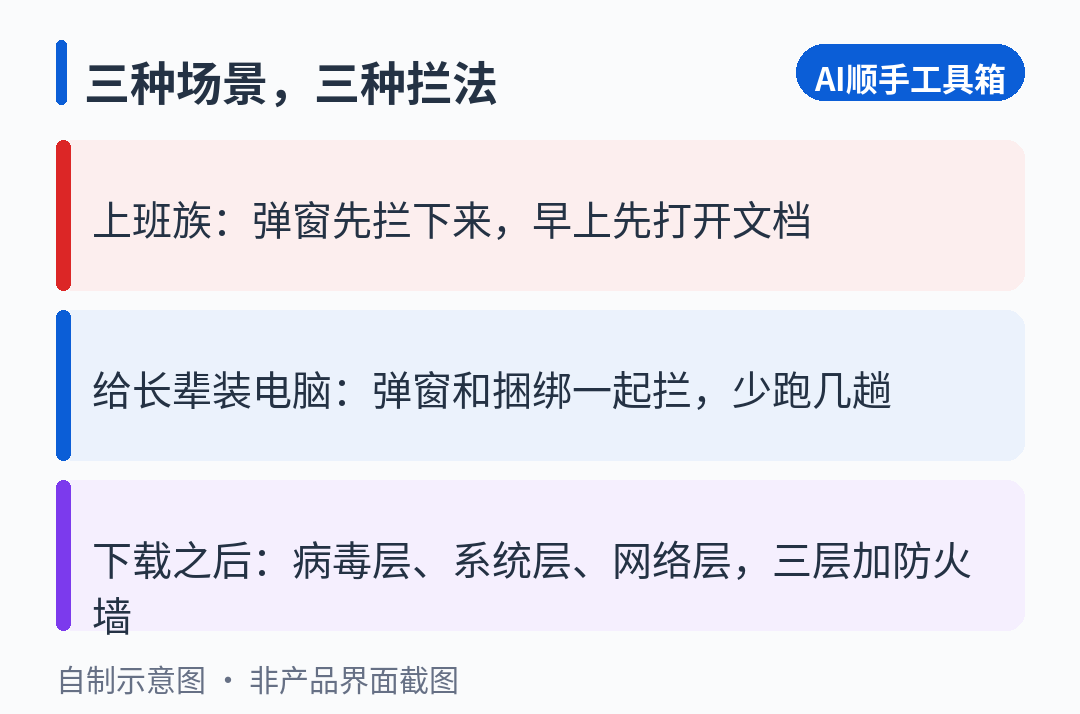 三种场景，三种拦法
AI顺手工具箱
上班族：弹窗先拦下来，早上先打开文档
给长辈装电脑：弹窗和捆绑一起拦，少跑几趟
下载之后：病毒层、系统层、网络层，三层加防火
墙
自制示意图 · 非产品界面截图